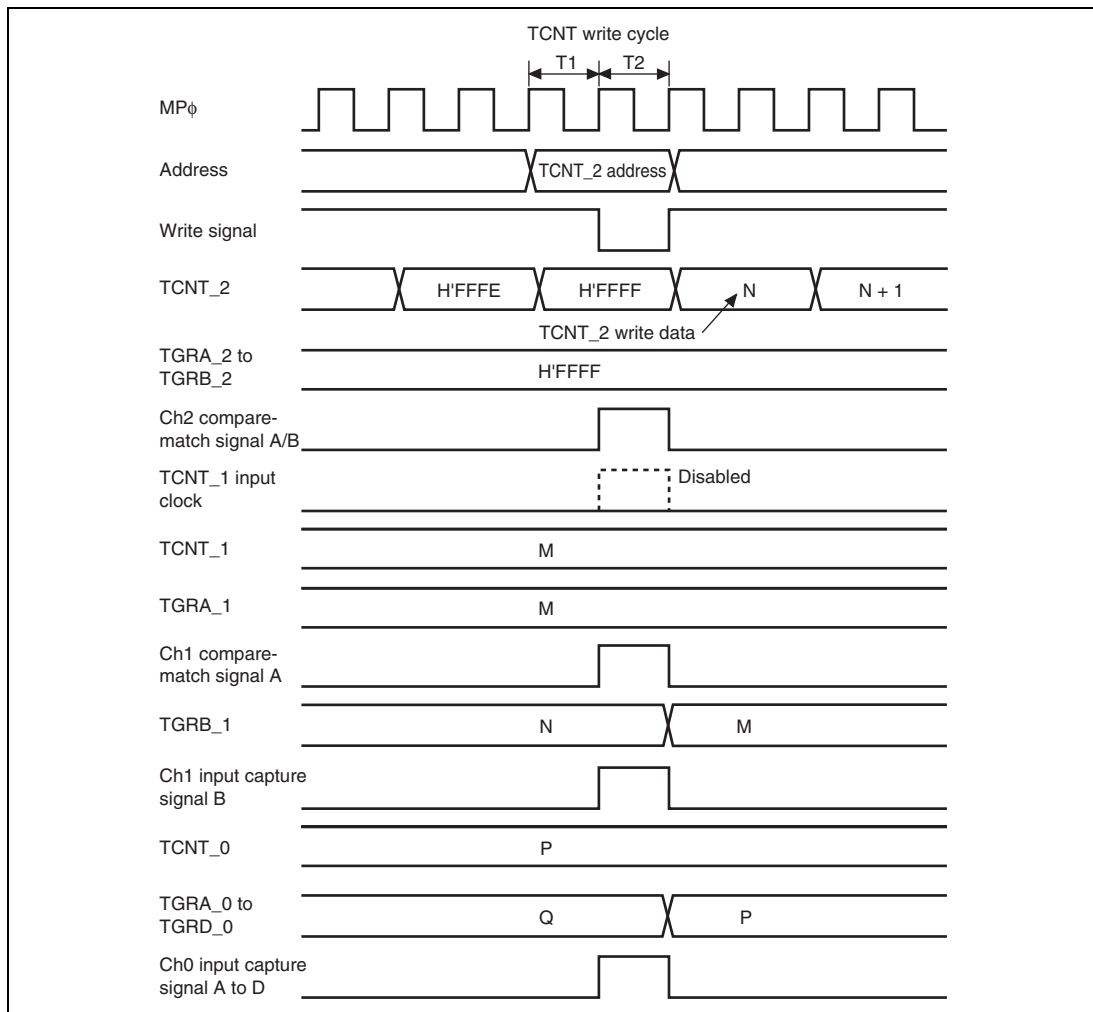 TCNT write cycle
T1 T2
MPϕ
Address
TCNT_2 address
Write signal
TCNT_2
H'FFFE H'FFFF N N + 1
TCNT_2 write data
TGRA_2 to
TGRB_2
H'FFFF
Ch2 compare-
match signal A/B
TCNT_1 input
clock
Disabled
TCNT_1
M
TGRA_1
M
Ch1 compare-
match signal A
TGRB_1
N M
Ch1 input capture
signal B
TCNT_0
P
TGRA_0 to
TGRD_0
Q P
Ch0 input capture
signal A to D